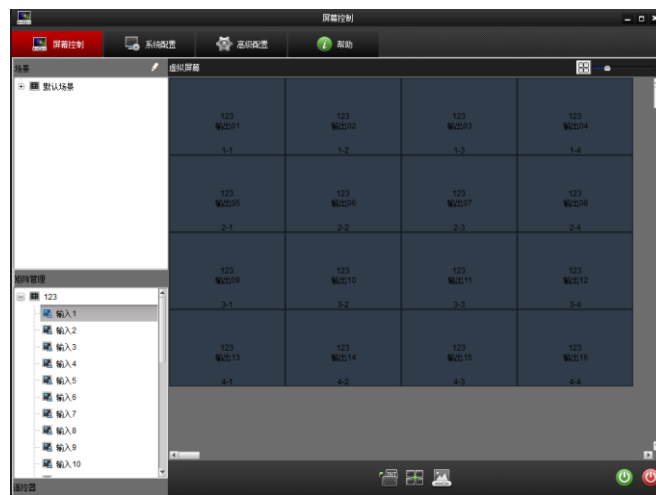 屏幕控制
屏幕控制 系统配置 高级配置 帮助
场景
虚拟屏幕
默认场景
123 123 123 123
输出01 输出02 输出03 输出04
1-1 1-2 1-3 1-4
123 123 123 123
输出05 输出06 输出07 输出08
2-1 2-2 2-3 2-4
123 123 123 123
输出09 输出10 输出11 输出12
3-1 3-2 3-3 3-4
123 123 123 123
输出13 输出14 输出15 输出16
4-1 4-2 4-3 4-4
矩阵管理
123
输入1
输入2
输入3
输入4
输入5
输入6
输入7
输入8
输入9
输入10